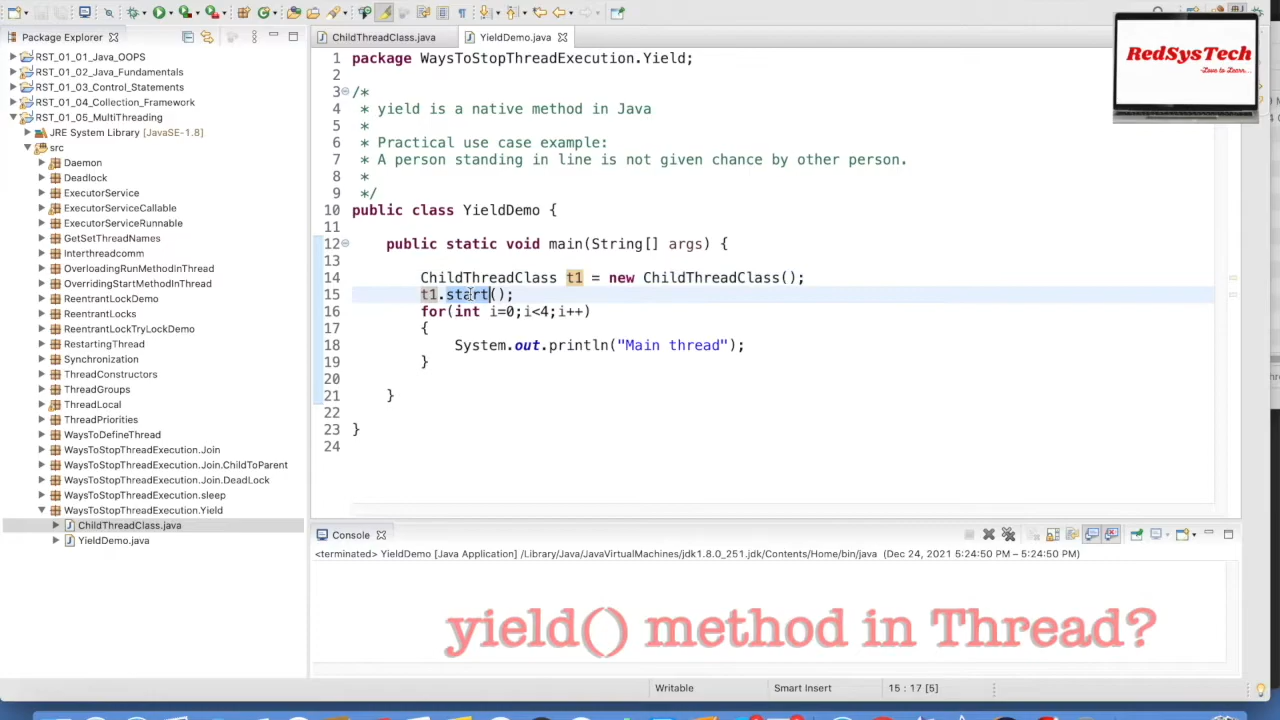 Package Explorer
ChildThreadClass.java
YieldDemo.java
RedSysTech
-Love to Learn...
RST_01_01_Java_OOPS
RST_01_02_Java_Fundamentals
RST_01_03_Control_Statements
RST_01_04_Collection_Framework
RST_01_05_MultiThreading
JRE System Library [JavaSE-1.8]
src
Daemon
Deadlock
ExecutorService
ExecutorServiceCallable
ExecutorServiceRunnable
GetSetThreadNames
Interthreadcomm
OverloadingRunMethodInThread
OverridingStartMethodInThread
ReentrantLockDemo
ReentrantLocks
ReentrantLockTryLockDemo
RestartingThread
Synchronization
ThreadConstructors
ThreadGroups
ThreadLocal
ThreadPriorities
WaysToDefineThread
WaysToStopThreadExecution.Join
WaysToStopThreadExecution.Join.ChildToParent
WaysToStopThreadExecution.Join.DeadLock
WaysToStopThreadExecution.sleep
WaysToStopThreadExecution.Yield
ChildThreadClass.java
YieldDemo.java
1 package WaysToStopThreadExecution.Yield;
2
3 /*
4 * yield is a native method in Java
5 *
6 * Practical use case example:
7 * A person standing in line is not given chance by other person.
8 *
9 */
10 public class YieldDemo {
11
12 public static void main(String[] args) {
13
14 ChildThreadClass t1 = new ChildThreadClass();
15 t1.start();
16 for(int i=0;i<4;i++)
17 {
18 System.out.println("Main thread");
19 }
20
21 }
22
23 }
24
Console
<terminated> YieldDemo [Java Application] /Library/Java/JavaVirtualMachines/jdk1.8.0_251.jdk/Contents/Home/bin/java (Dec 24, 2021 5:24:50 PM – 5:24:50 PM)
yield() method in Thread?
Writable
Smart Insert
15 : 17 [5]